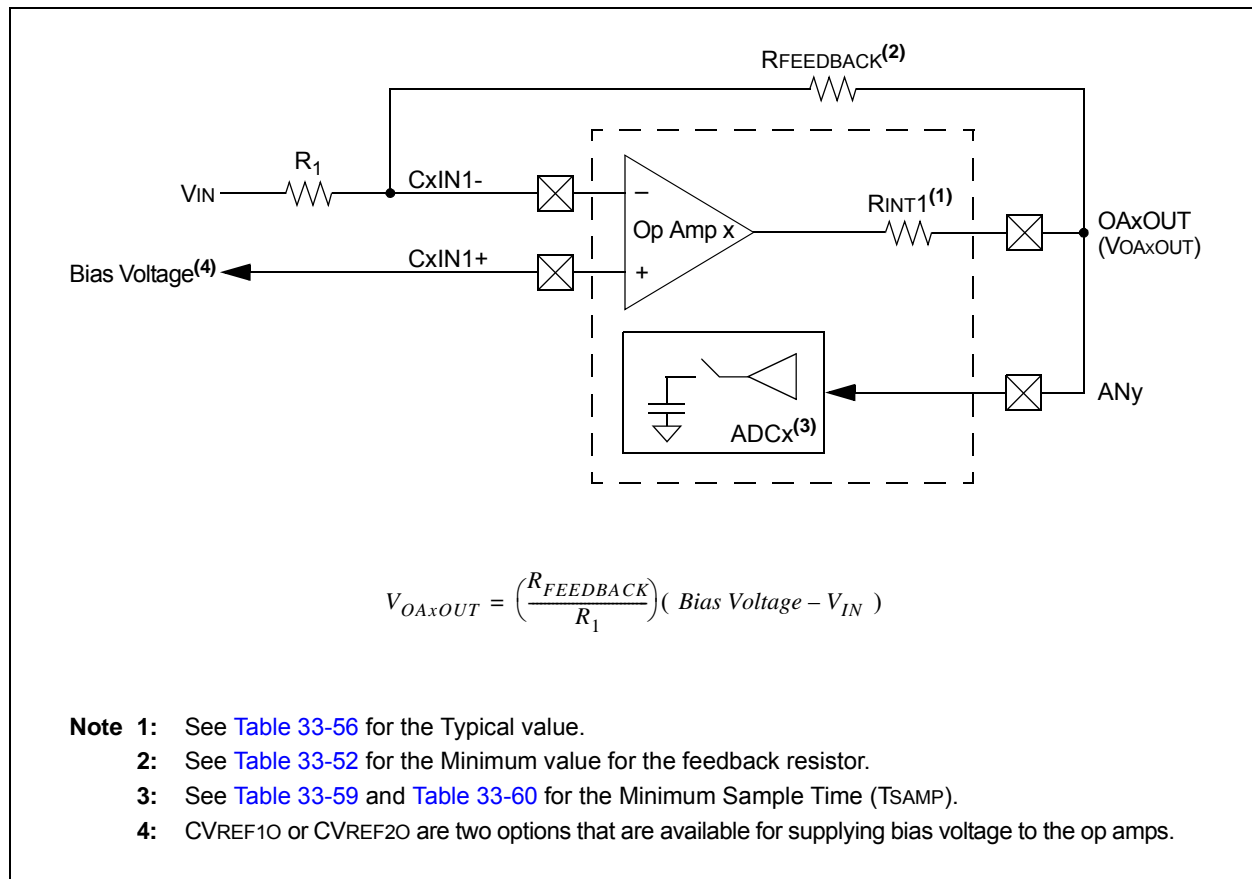 RFEEDBACK(2)
R1
VIN
CxIN1-
–
Op Amp x
+
RINT1(1)
OAxOUT
(VOAxOUT)
Bias Voltage(4)
CxIN1+
ADCx(3)
ANy
VOAxOUT = (RFEEDBACK / R1) ( Bias Voltage – VIN )
Note 1: See Table 33-56 for the Typical value.
2: See Table 33-52 for the Minimum value for the feedback resistor.
3: See Table 33-59 and Table 33-60 for the Minimum Sample Time (TSAMP).
4: CVREF1O or CVREF2O are two options that are available for supplying bias voltage to the op amps.